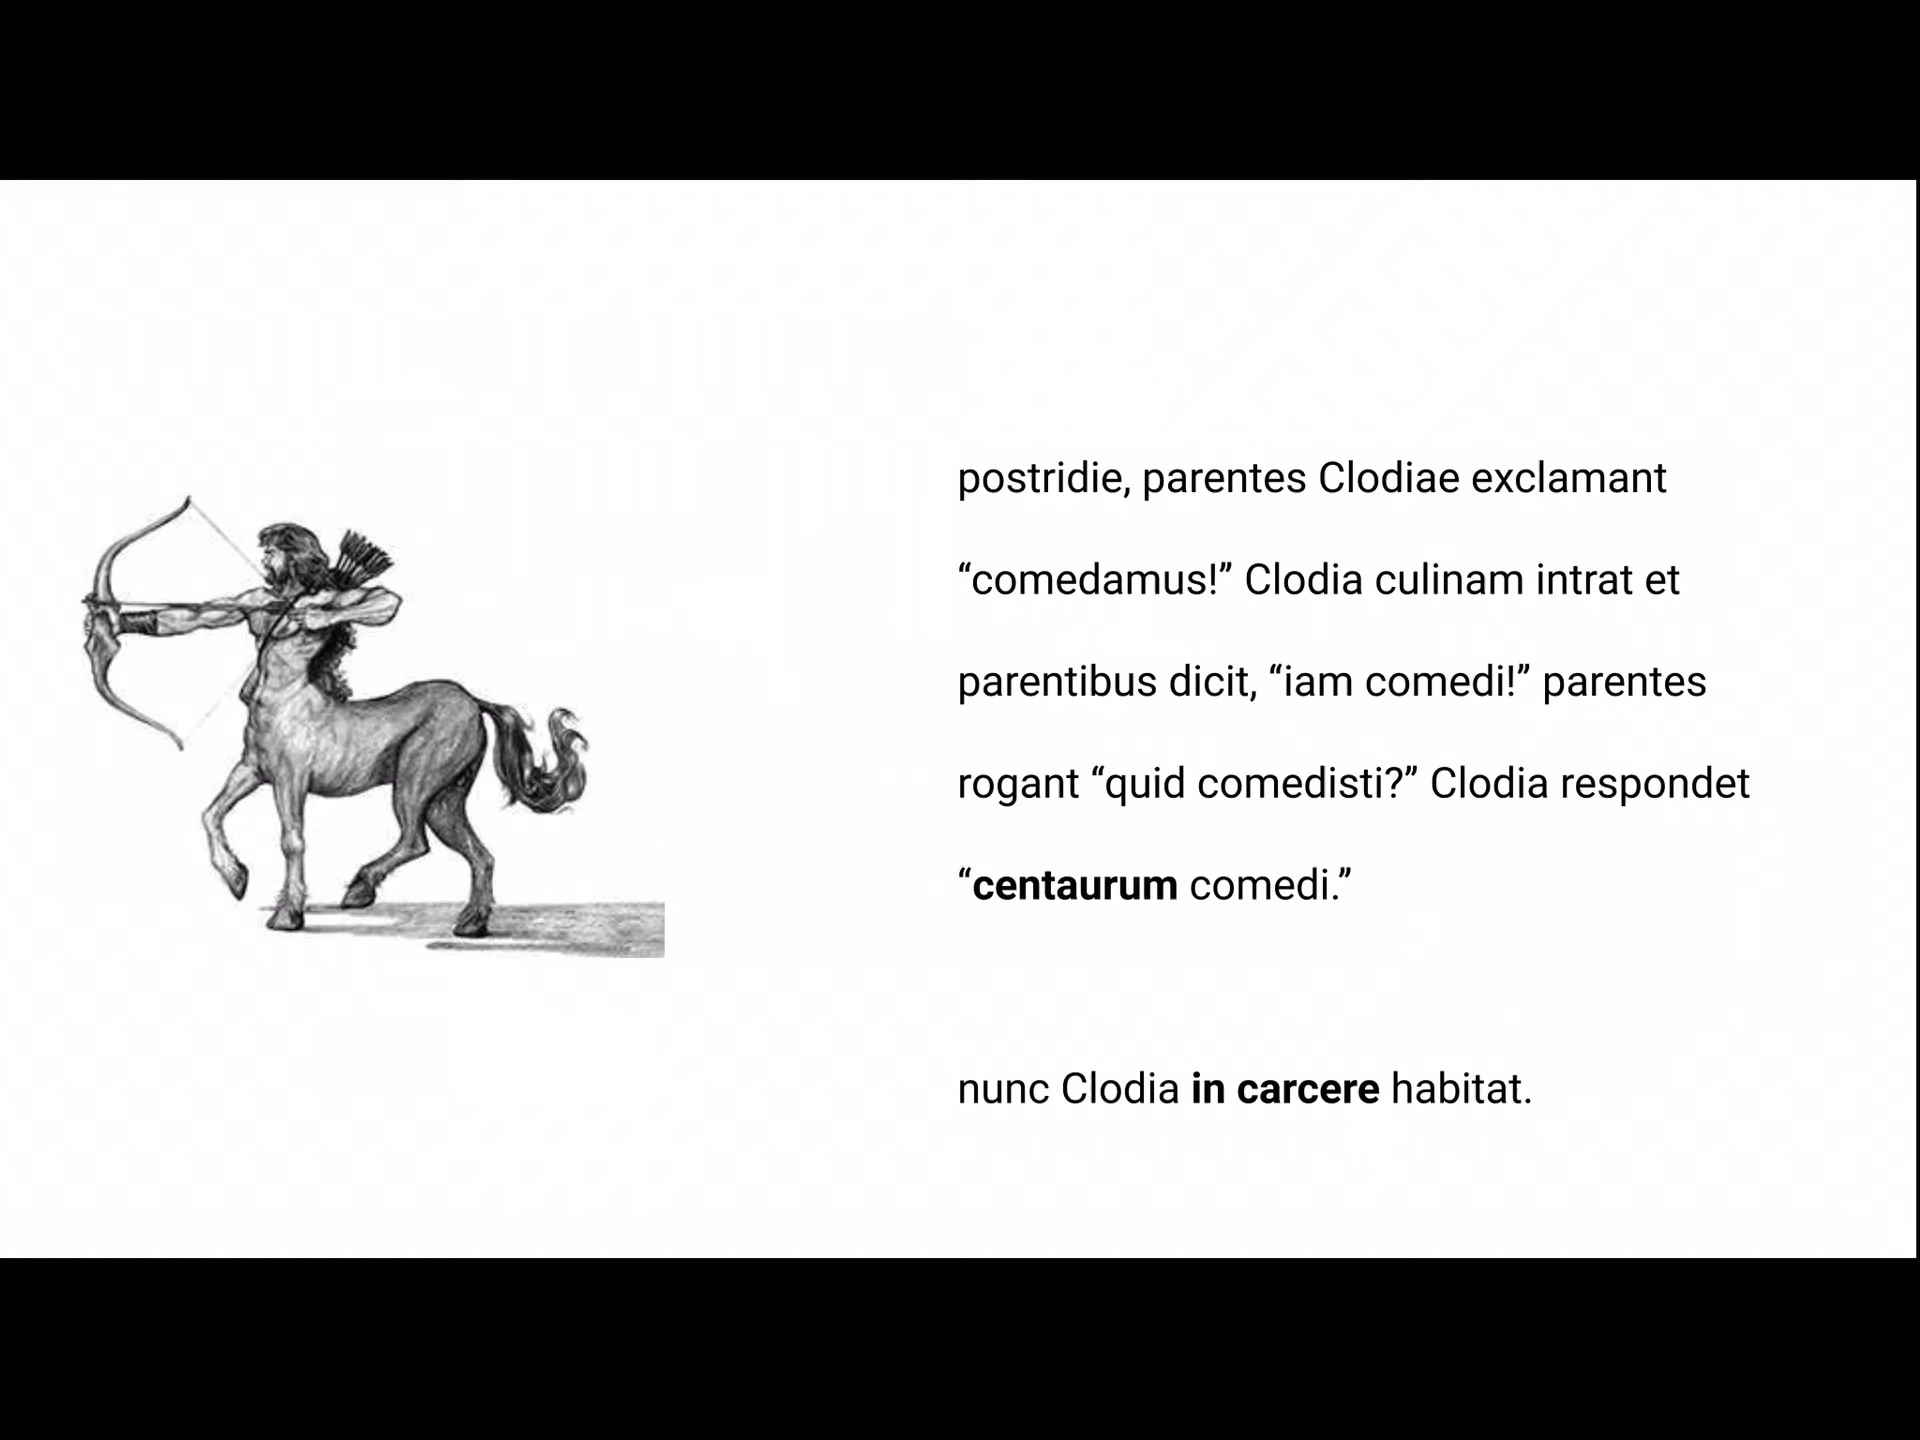 postridie, parentes Clodiae exclamant
“comedamus!” Clodia culinam intrat et
parentibus dicit, “iam comedi!” parentes
rogant “quid comedisti?” Clodia respondet
“centaurum comedi.”
nunc Clodia in carcere habitat.